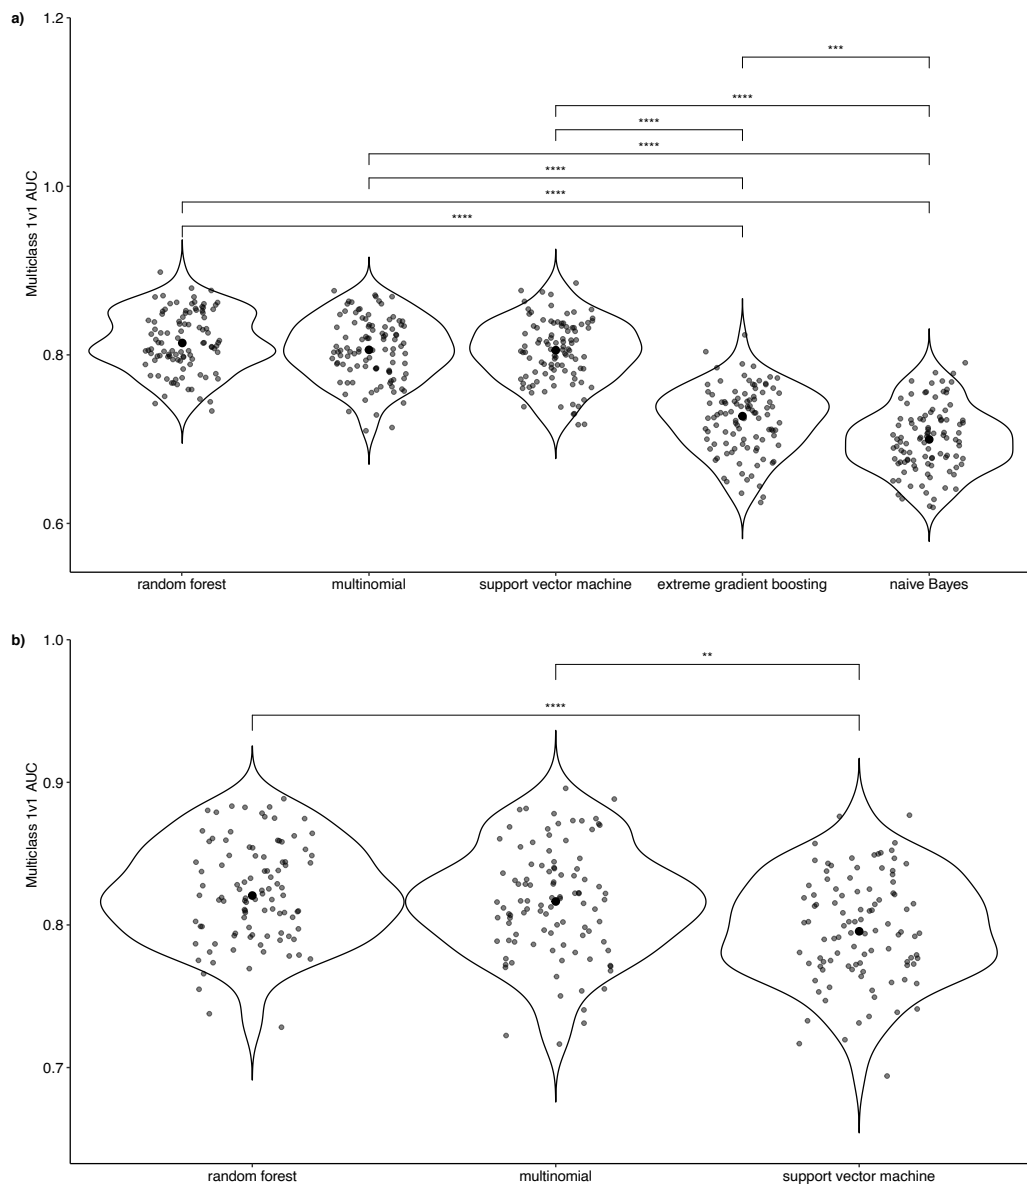 a)
Multiclass 1v1 AUC
1.2
1.0
0.8
0.6
***
****
****
****
****
****
****
random forest
multinomial
support vector machine
extreme gradient boosting
naive Bayes
b)
Multiclass 1v1 AUC
1.0
0.9
0.8
0.7
**
****
random forest
multinomial
support vector machine